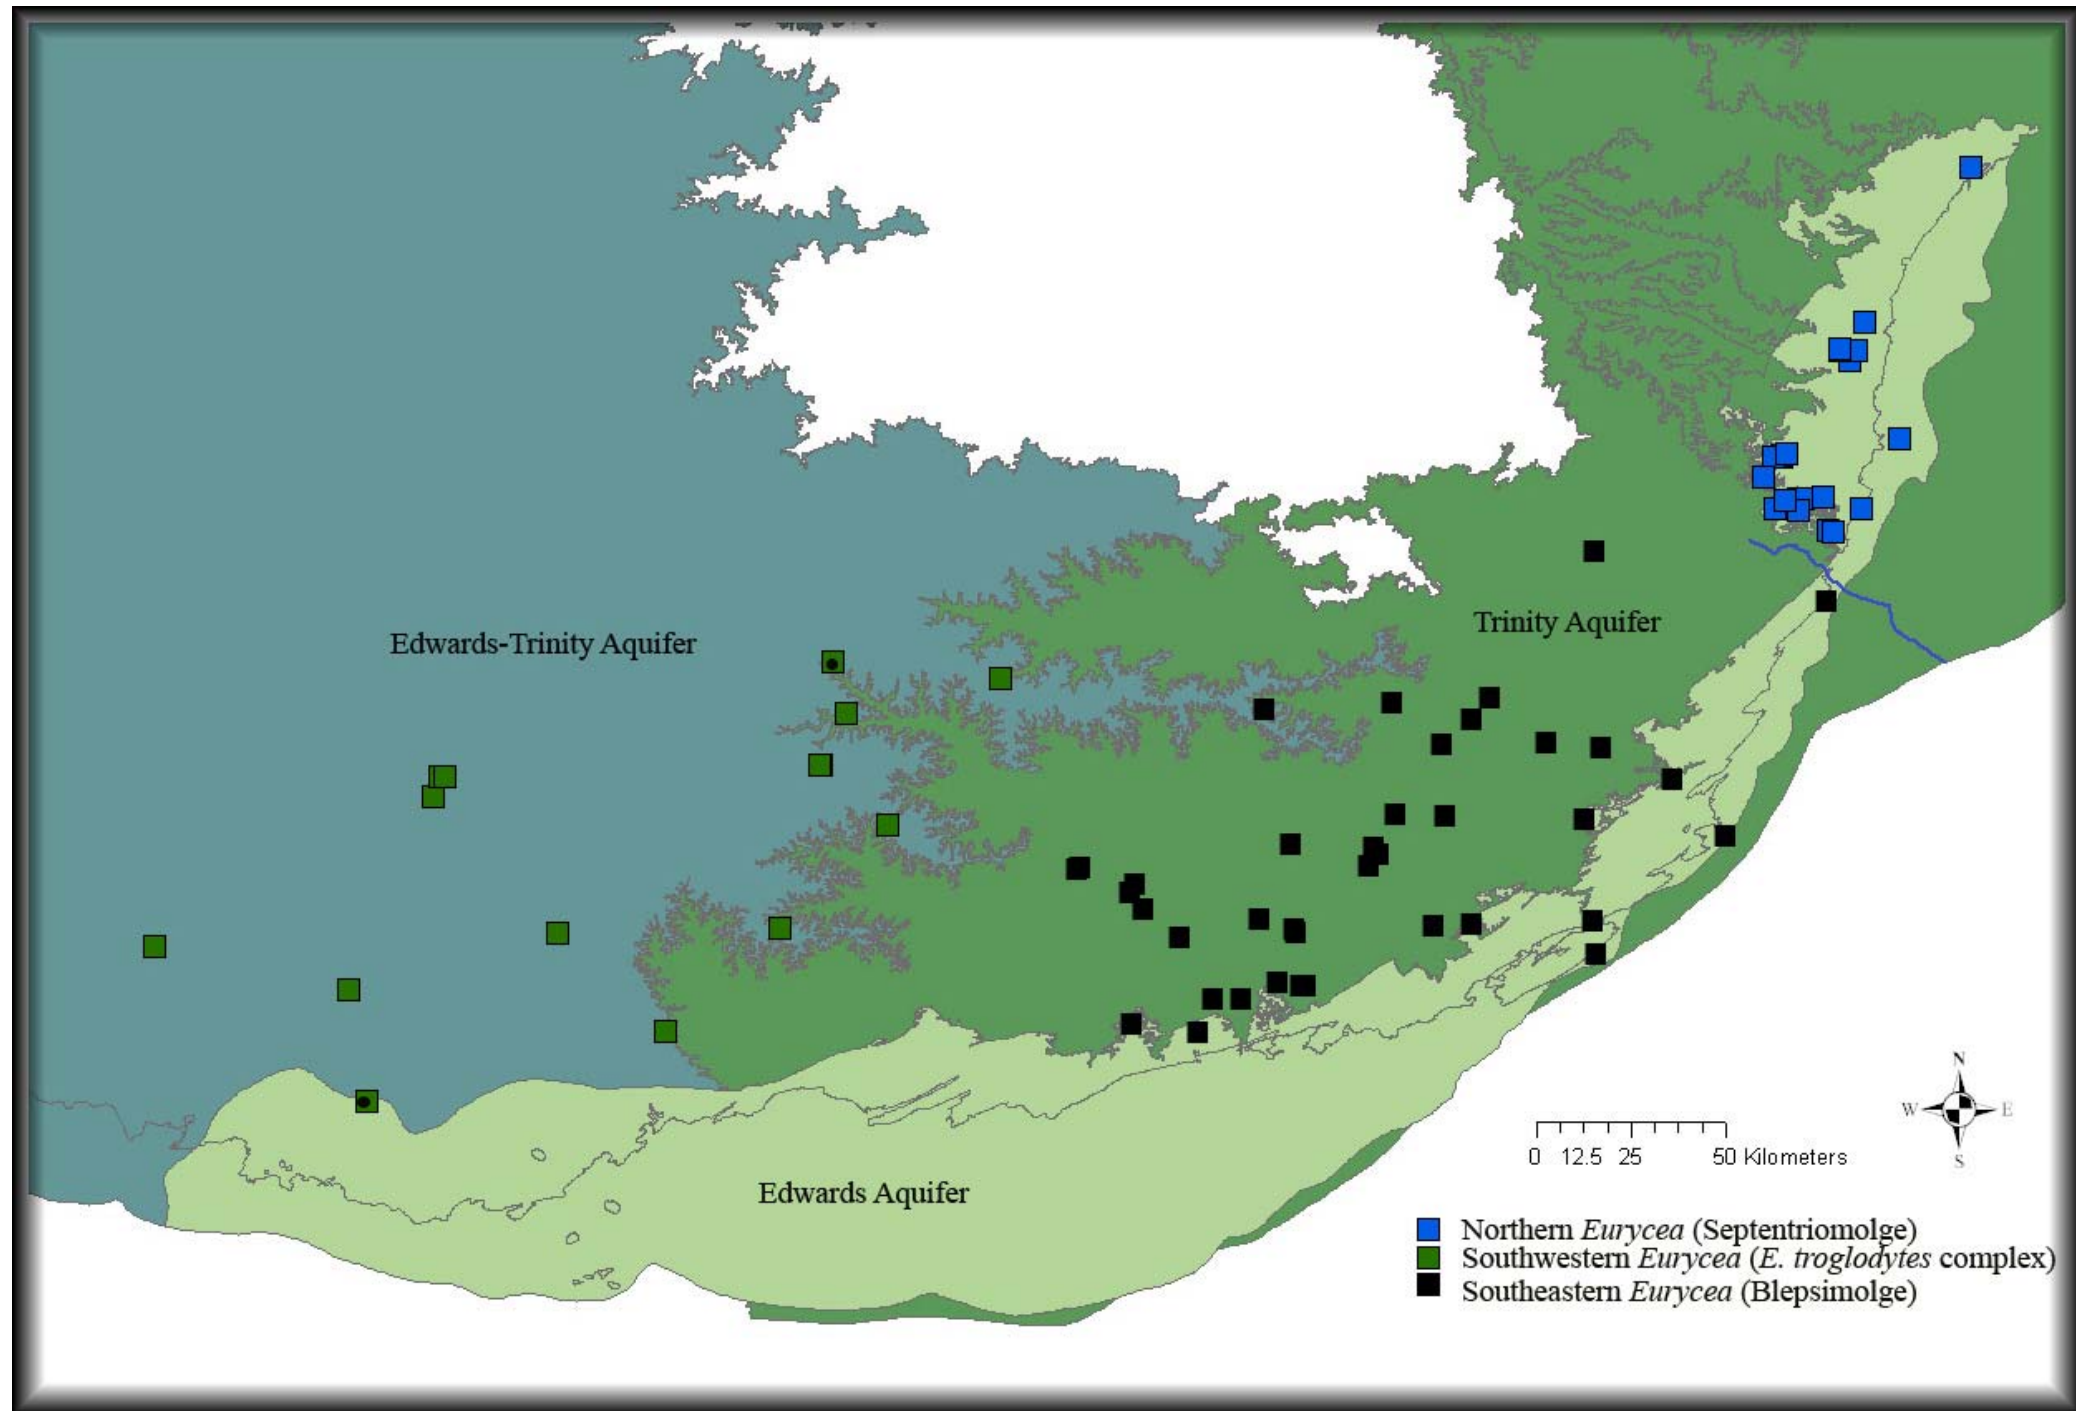 Edwards-Trinity Aquifer
Trinity Aquifer
Edwards Aquifer
N
W E
S
0 12.5 25 50 Kilometers
Northern Eurycea (Septentriomolge)
Southwestern Eurycea (E. troglodytes complex)
Southeastern Eurycea (Blepsimolge)